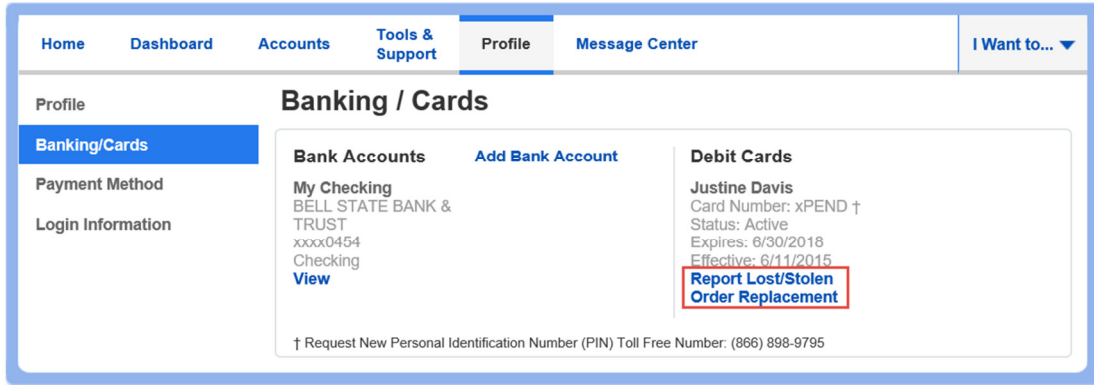 Home Dashboard Accounts Tools & Support Profile Message Center I Want to...
Profile
Banking/Cards
Payment Method
Login Information
Banking / Cards
Bank Accounts Add Bank Account
My Checking
BELL STATE BANK &
TRUST
xxxx0454
Checking
View
Debit Cards
Justine Davis
Card Number: xPEND †
Status: Active
Expires: 6/30/2018
Effective: 6/11/2015
Report Lost/Stolen
Order Replacement
† Request New Personal Identification Number (PIN) Toll Free Number: (866) 898-9795